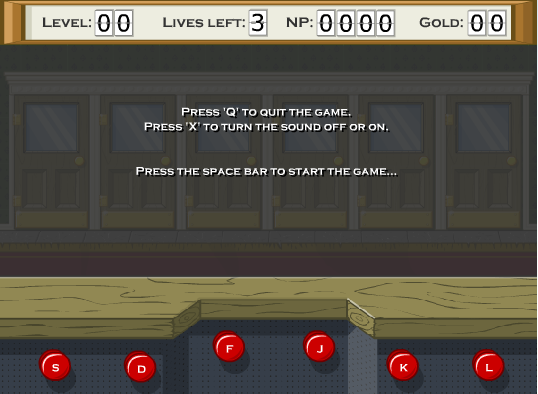 LEVEL: 00 LIVES LEFT: 3 NP: 0000 GOLD: 00
PRESS 'Q' TO QUIT THE GAME.
PRESS 'X' TO TURN THE SOUND OFF OR ON.
PRESS THE SPACE BAR TO START THE GAME...
F J
S D K L